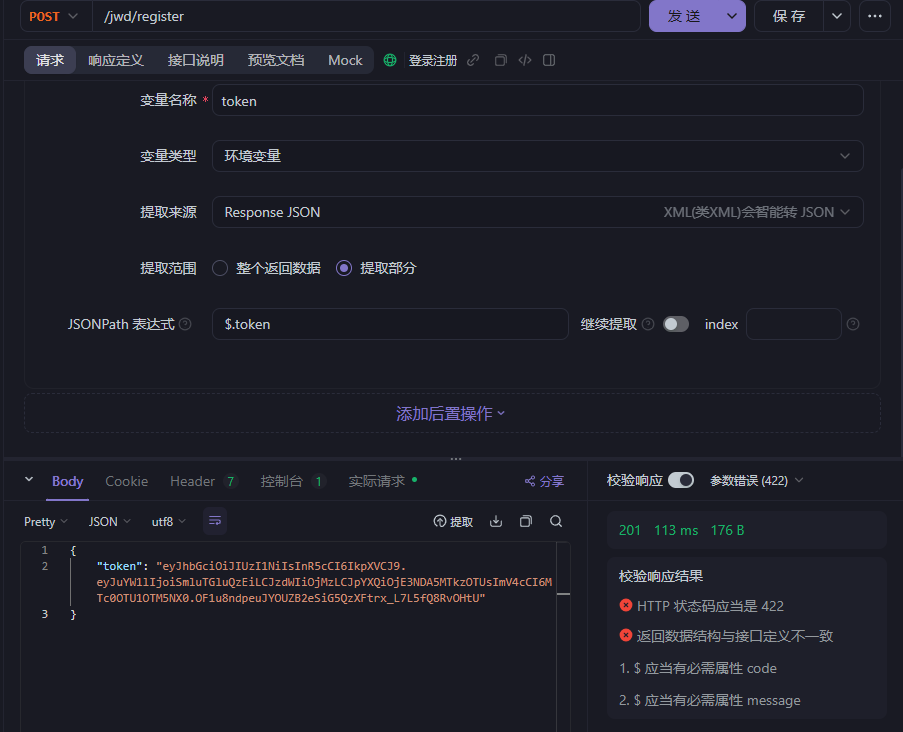 POST /jwd/register 发送 保存
请求 响应定义 接口说明 预览文档 Mock 登录注册
变量名称 * token
变量类型 环境变量
提取来源 Response JSON XML(类XML)会智能转 JSON
提取范围 整个返回数据 提取部分
JSONPath 表达式 $.token 继续提取 index
添加后置操作
Body Cookie Header 7 控制台 1 实际请求 分享 校验响应 参数错误 (422)
Pretty JSON utf8 提取
201 113 ms 176 B
1 {
2 "token": "eyJhbGciOiJIUzI1NiIsInR5cCI6IkpXVCJ9.
eyJuYW1lIjoiSmluTGluQzEiLCJzdWIiOjMzLCJpYXQiOjE3NDA5MTkzOTUsImV4cCI6M
Tc0OTU1OTM5NX0.OF1u8ndpeuJYOUZB2eSiG5QzXFtrx_L7L5fQ8RvOHtU"
3 }
校验响应结果
HTTP 状态码应当是 422
返回数据结构与接口定义不一致
1. $ 应当有必需属性 code
2. $ 应当有必需属性 message